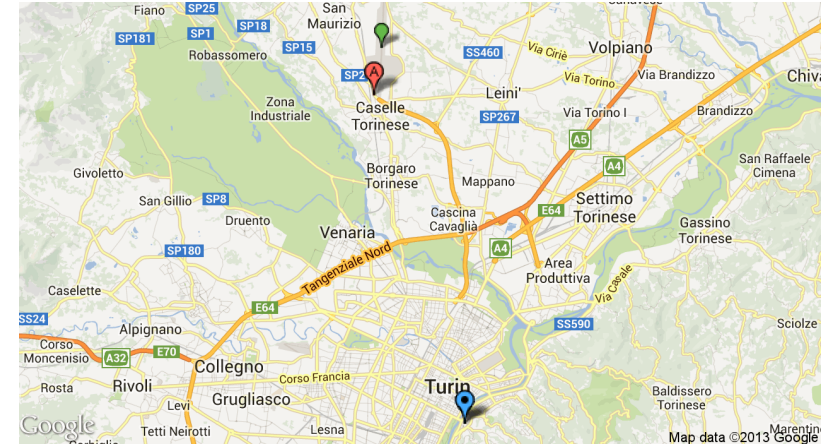 Fiano
SP25
SP18
San
Maurizio
SP181
SP1
SP15
SS460
Via Ciriè
Volpiano
Robassomero
SP2
A
Via Torino
Via Brandizzo
Chiva
Leini'
Zona
Industriale
Caselle
Torinese
SP267
Via Torino I
Brandizzo
A5
A4
San Raffaele
Cimena
Givoletto
Borgaro
Torinese
Mappano
San Gillio
SP8
Settimo
Torinese
Druento
Cascina
Cavaglià
E64
Gassino
Torinese
Venaria
SP180
Tangenziale Nord
A4
Area
Produttiva
Via Casale
Caselette
E64
SS24
Alpignano
SS590
Sciolze
Corso
Moncenisio
A32
E70
Collegno
Corso Francia
Turin
Rosta
Rivoli
Grugliasco
Baldissero
Torinese
Levi
Google
Tetti Neirotti
Lesna
Marentin
Map data ©2013 Google